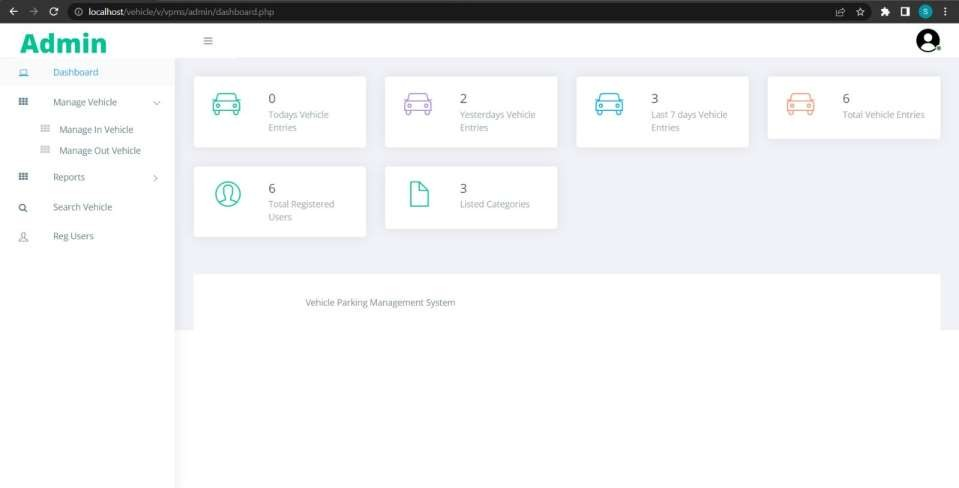 localhost/vehicle/v/vpms/admin/dashboard.php
S
Admin
Dashboard
Manage Vehicle
Manage In Vehicle
Manage Out Vehicle
Reports
Search Vehicle
Reg Users
0
Todays Vehicle
Entries
2
Yesterdays Vehicle
Entries
3
Last 7 days Vehicle
Entries
6
Total Vehicle Entries
6
Total Registered
Users
3
Listed Categories
Vehicle Parking Management System